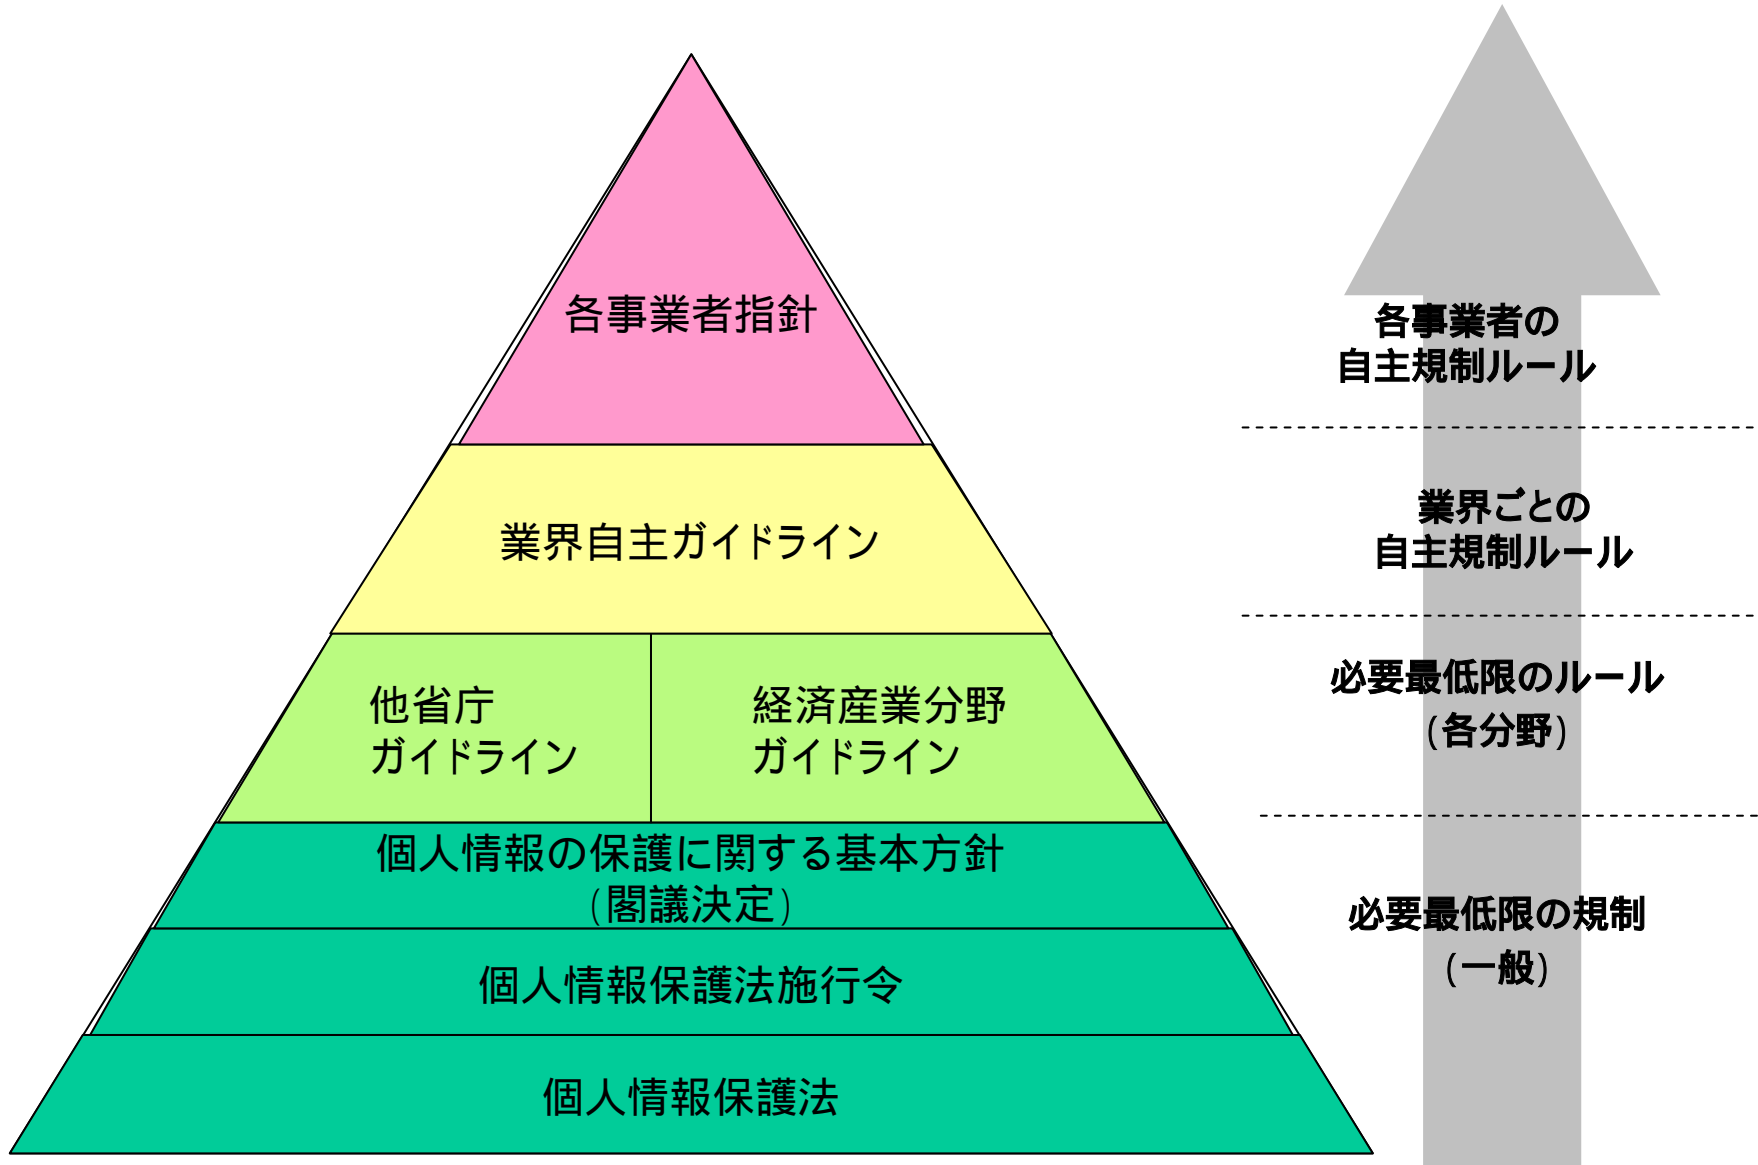 各事業者指針
業界自主ガイドライン
他省庁
ガイドライン
経済産業分野
ガイドライン
個人情報の保護に関する基本方針
(閣議決定)
個人情報保護法施行令
個人情報保護法
各事業者の
自主規制ルール
業界ごとの
自主規制ルール
必要最低限のルール
(各分野)
必要最低限の規制
(一般)